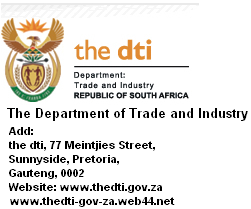 the dti
Department:
Trade and Industry
REPUBLIC OF SOUTH AFRICA
The Department of Trade and Industry
Add:
the dti, 77 Meintjies Street,
Sunnyside, Pretoria,
Gauteng, 0002
Website: www.thedti.gov.za
www.thedti-gov-za.web44.net